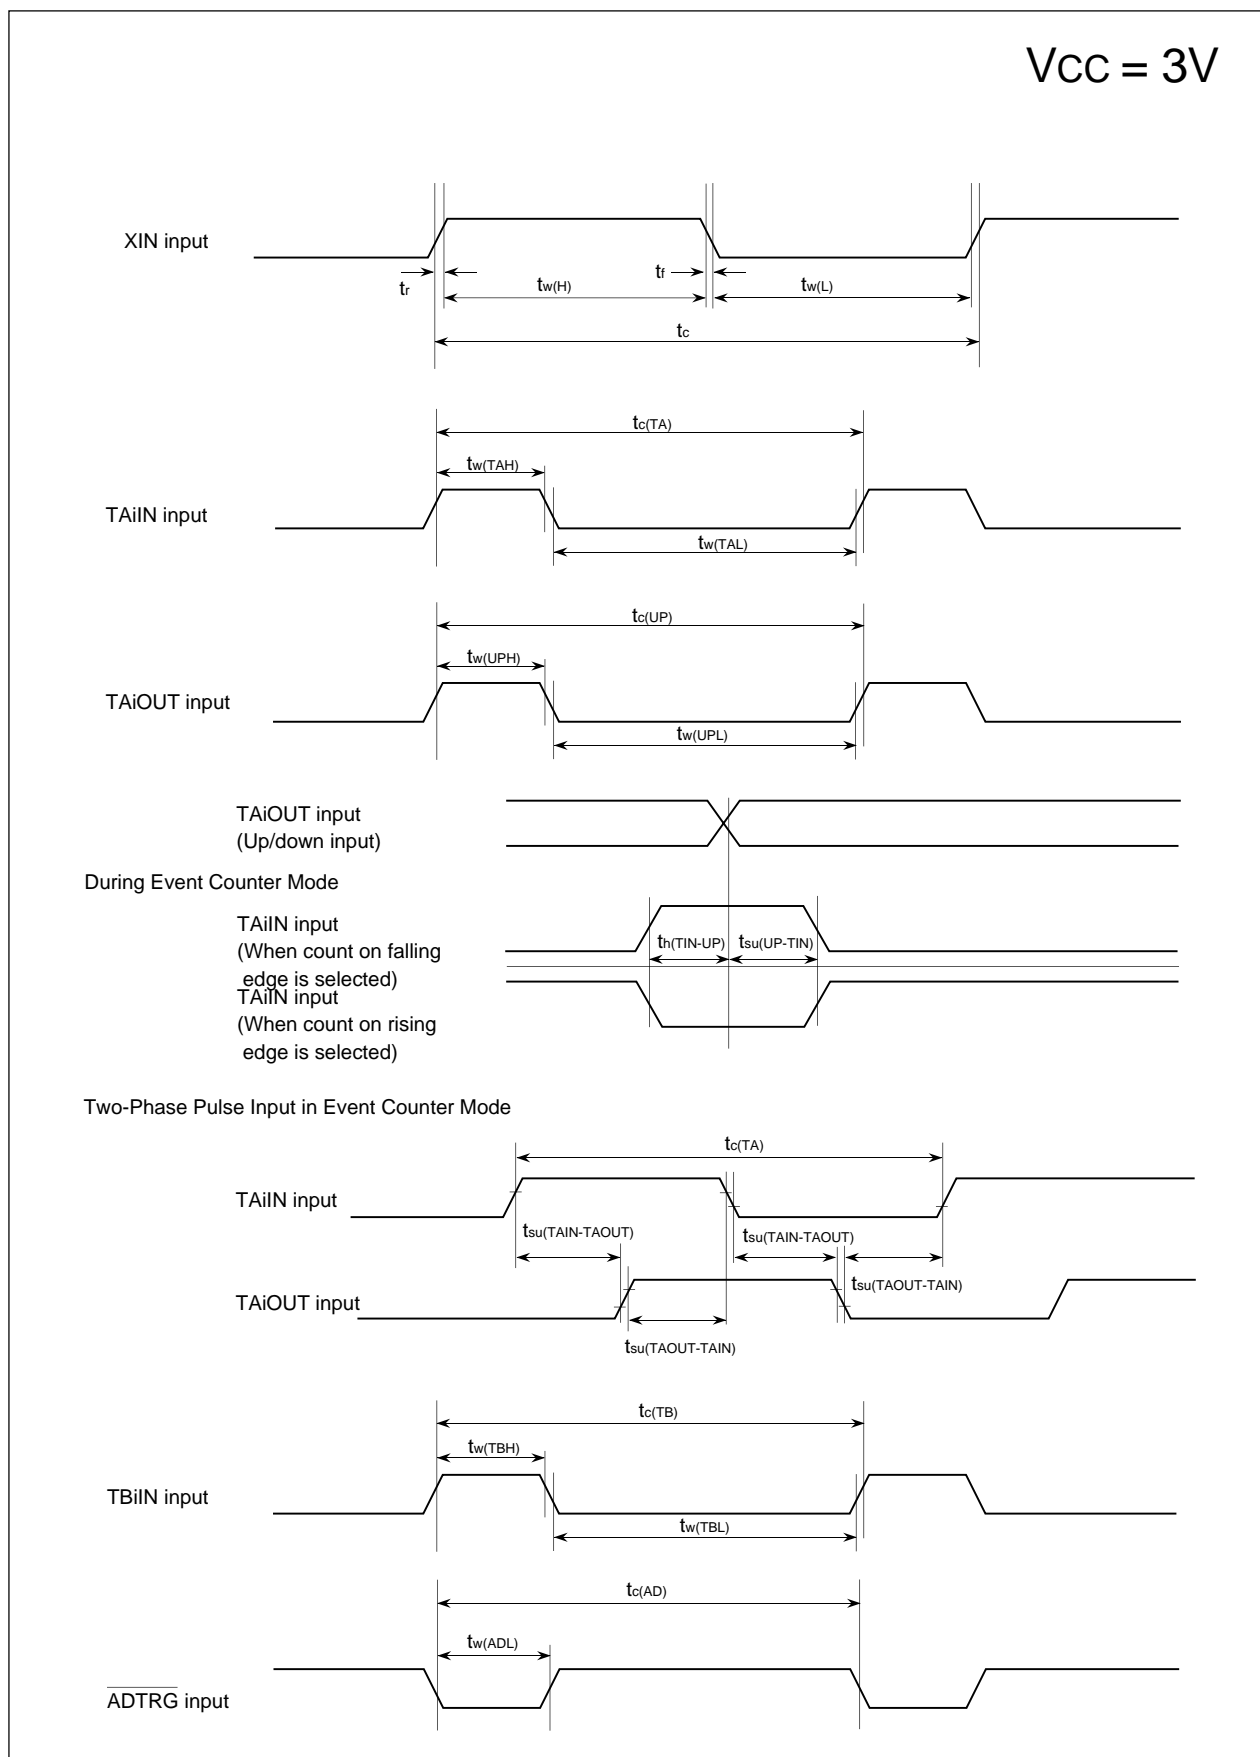 VCC = 3V
XIN input
tr
tw(H)
tf
tw(L)
tc
tc(TA)
tw(TAH)
TAiIN input
tw(TAL)
tc(UP)
tw(UPH)
TAiOUT input
tw(UPL)
TAiOUT input
(Up/down input)
During Event Counter Mode
TAiIN input
(When count on falling
edge is selected)
th(TIN-UP)
tsu(UP-TIN)
TAiIN input
(When count on rising
edge is selected)
Two-Phase Pulse Input in Event Counter Mode
tc(TA)
TAiIN input
tsu(TAIN-TAOUT)
tsu(TAIN-TAOUT)
tsu(TAOUT-TAIN)
TAiOUT input
tsu(TAOUT-TAIN)
tc(TB)
tw(TBH)
TBiIN input
tw(TBL)
tc(AD)
tw(ADL)
ADTRG input